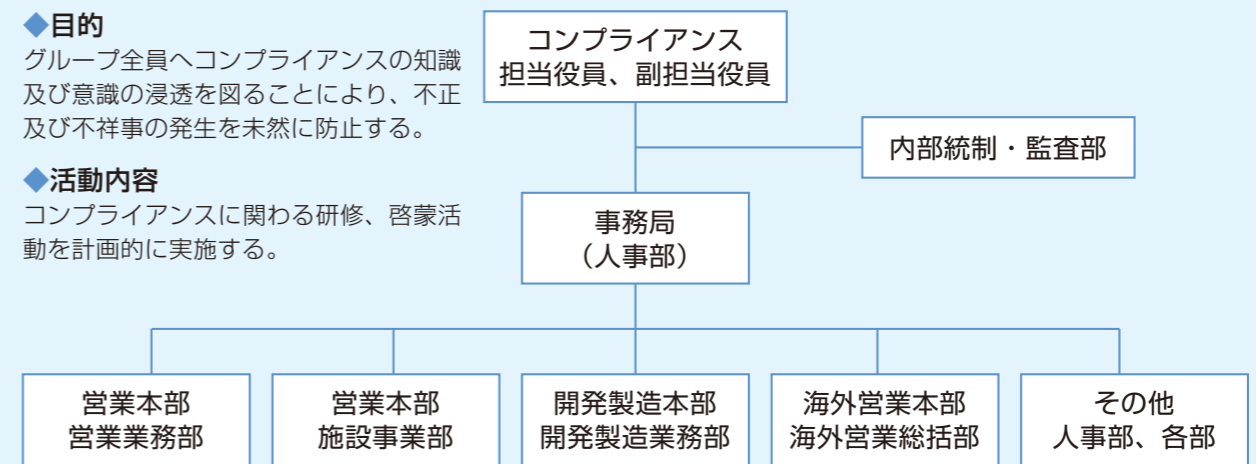 ◆目的
グループ全員へコンプライアンスの知識
及び意識の浸透を図ることにより、不正
及び不祥事の発生を未然に防止する。
◆活動内容
コンプライアンスに関わる研修、啓蒙活
動を計画的に実施する。
コンプライアンス
担当役員、副担当役員
内部統制・監査部
事務局
（人事部）
営業本部
営業業務部
営業本部
施設事業部
開発製造本部
開発製造業務部
海外営業本部
海外営業総括部
その他
人事部、各部